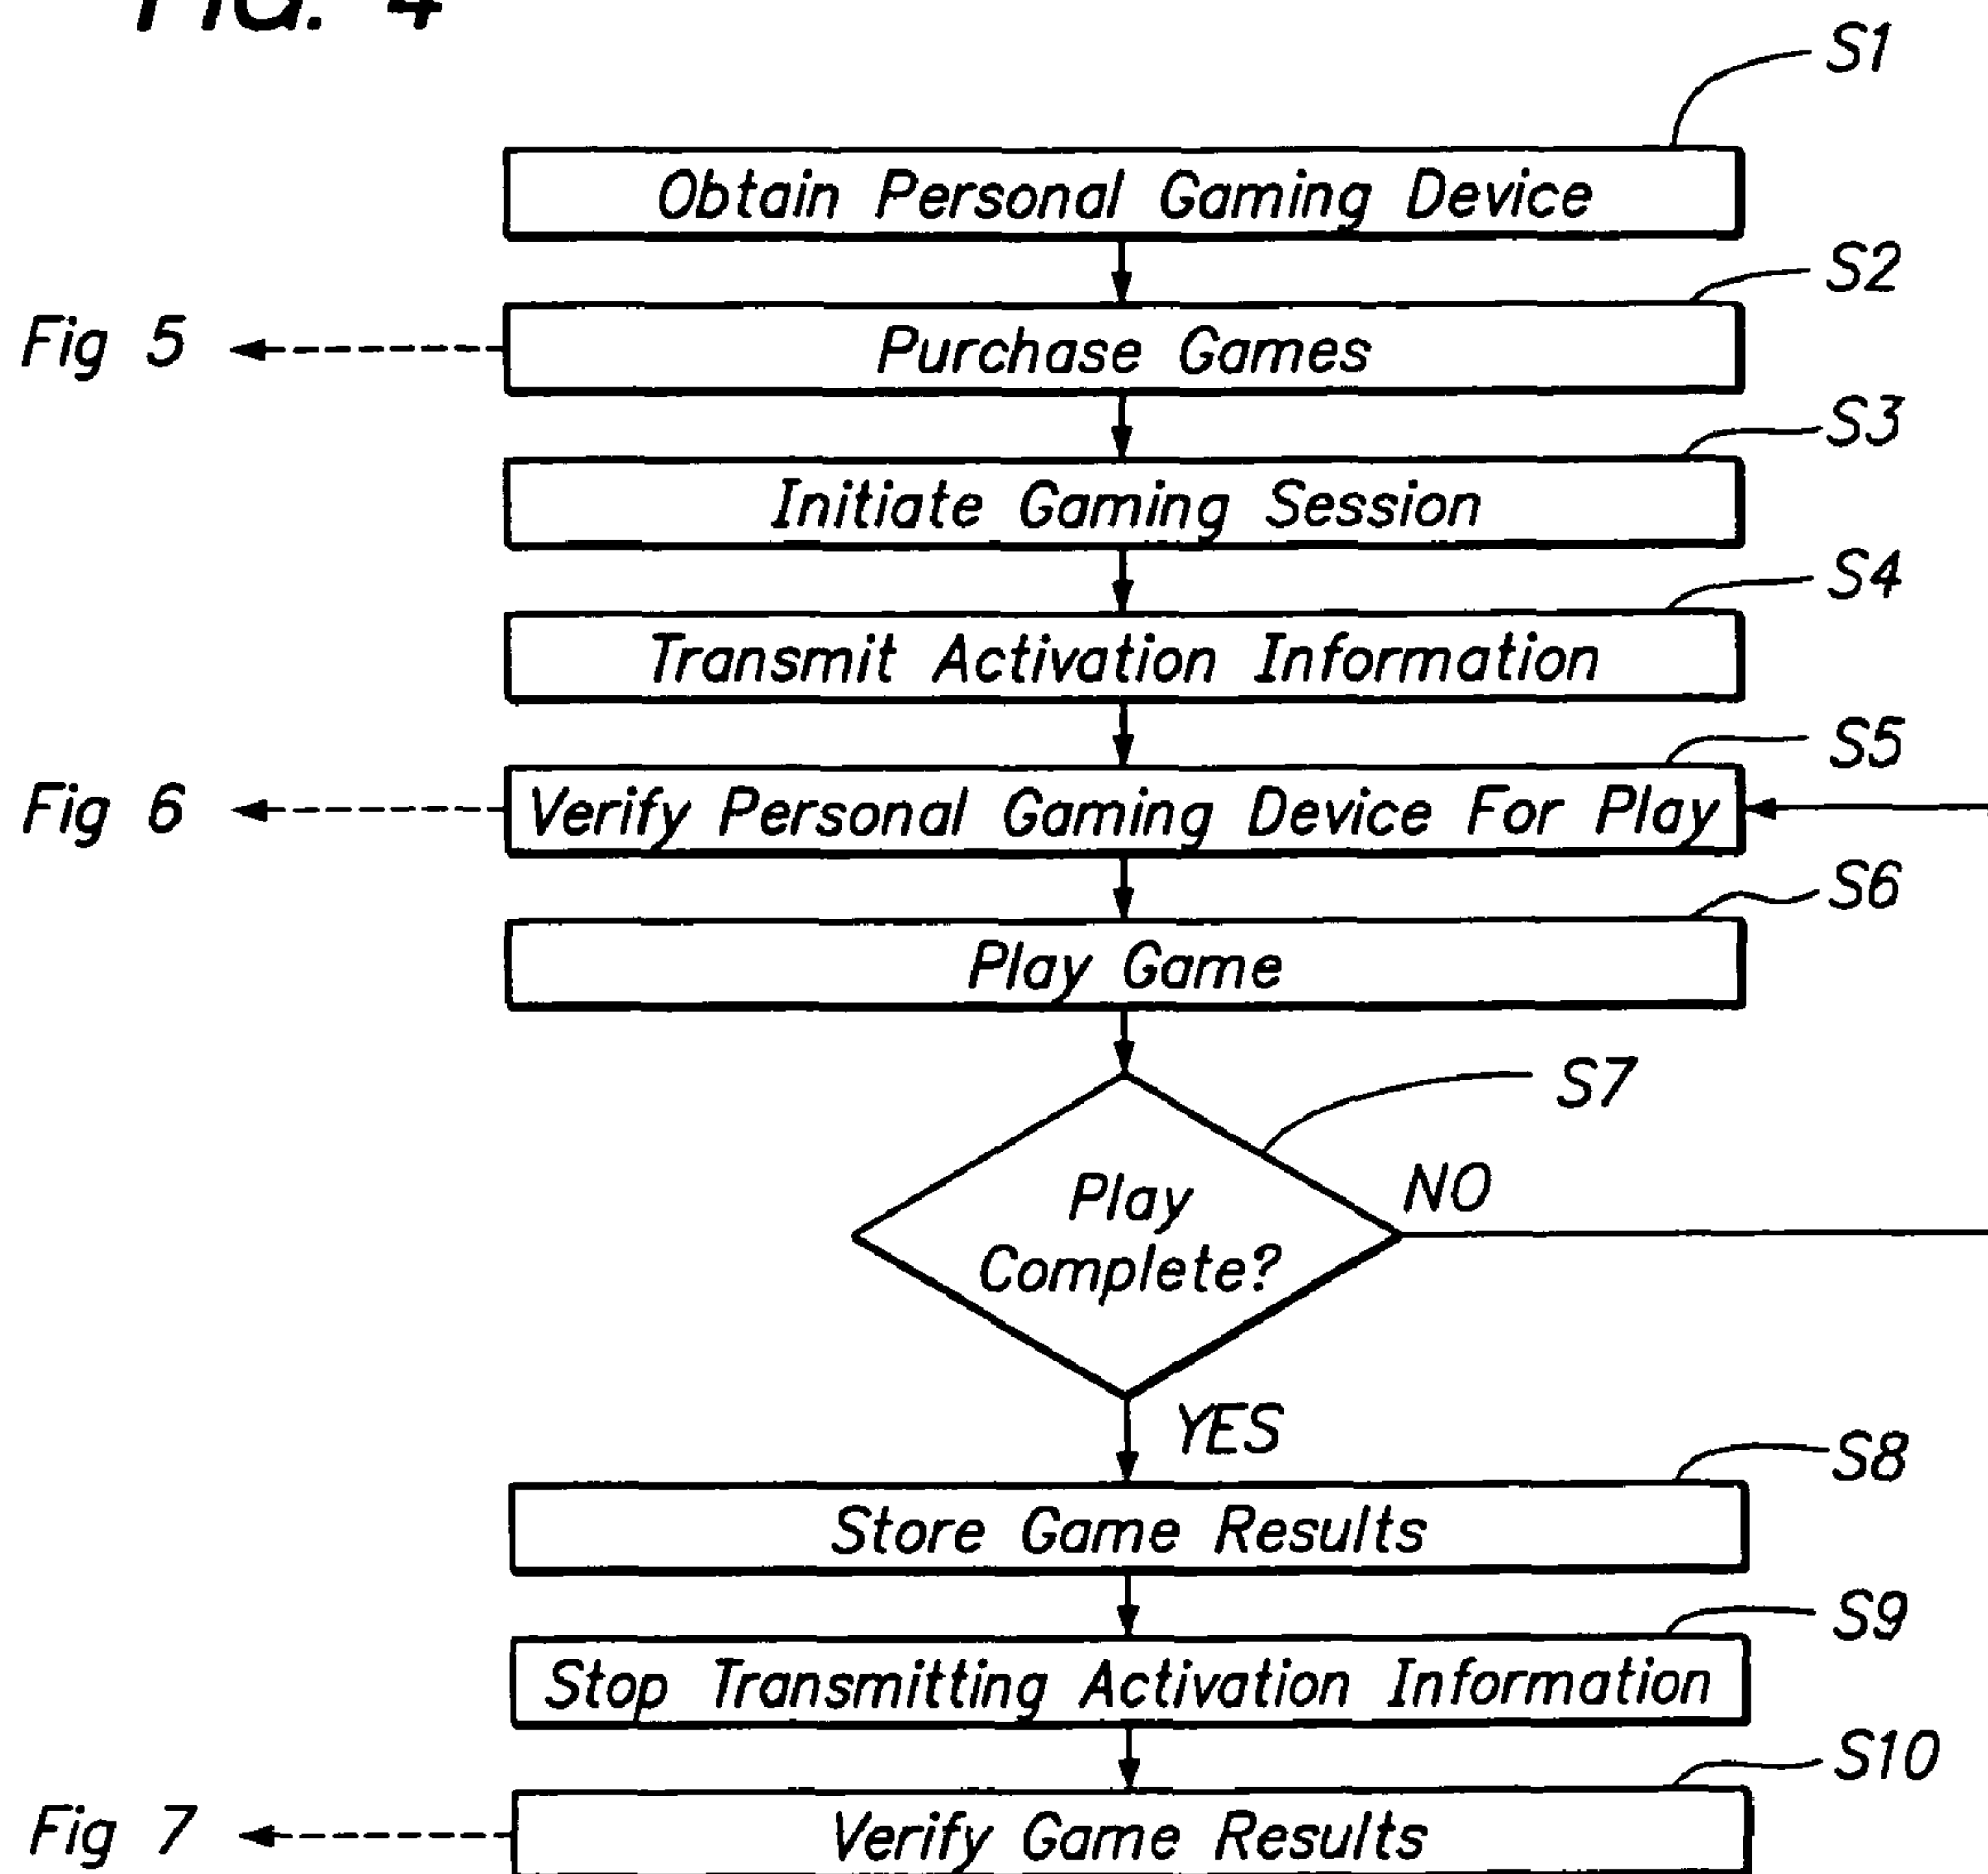 FIG. 4
S1
Obtain Personal Gaming Device
S2
Fig 5
Purchase Games
S3
Initiate Gaming Session
S4
Transmit Activation Information
S5
Fig 6
Verify Personal Gaming Device For Play
S6
Play Game
S7
Play
Complete?
NO
YES
S8
Store Game Results
S9
Stop Transmitting Activation Information
S10
Fig 7
Verify Game Results